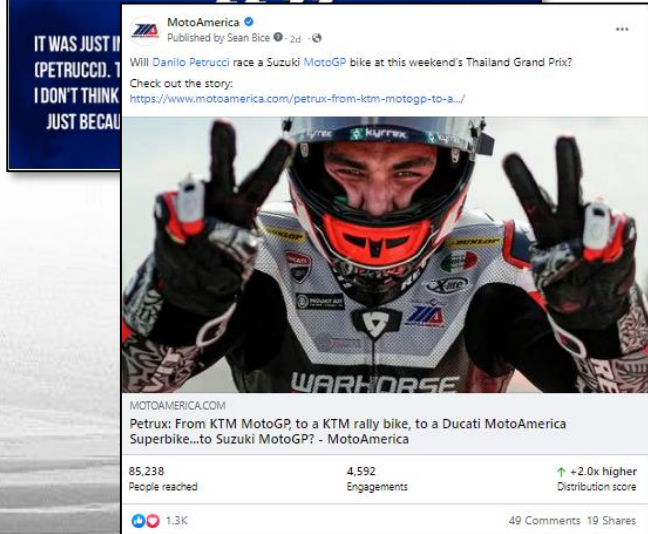 IT WAS JUST
(PETRUCCI).
I DON'T THINK
JUST
MotoAmerica
Published by Sean Bice · 2d ·
Will Danilo Petrucci race a Suzuki MotoGP bike at this weekend's Thailand Grand Prix?
Check out the story:
https://www.motoamerica.com/petrux-from-ktm-motogp-to-a.../
kyrrex
DUNLOP
DUNLOP
DUCATI
Xlite
WARHORSE
MOTOAMERICA.COM
Petrux: From KTM MotoGP, to a KTM rally bike, to a Ducati MotoAmerica
Superbike...to Suzuki MotoGP? - MotoAmerica
85,238 4,592 ↑ +2.0x higher
People reached Engagements Distribution score
1.3K 49 Comments 19 Shares